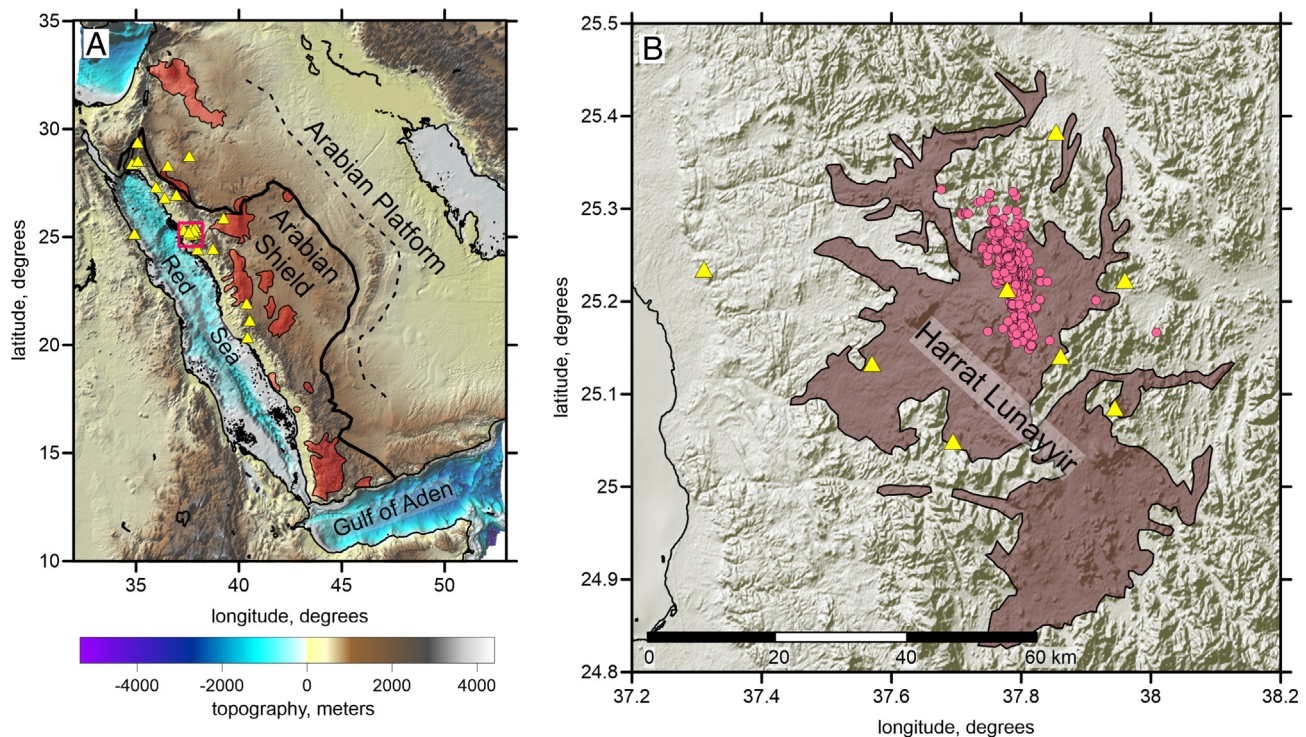 A
35
30
25
20
15
10
latitude, degrees
35
40
45
50
longitude, degrees
Arabian Platform
Arabian
Shield
Red
Sea
Gulf of Aden
-4000
-2000
0
2000
4000
topography, meters
B
25.5
25.4
25.3
25.2
25.1
25
24.9
24.8
latitude, degrees
Harrat Lunayyir
0
20
40
60 km
37.2
37.4
37.6
37.8
38
38.2
longitude, degrees